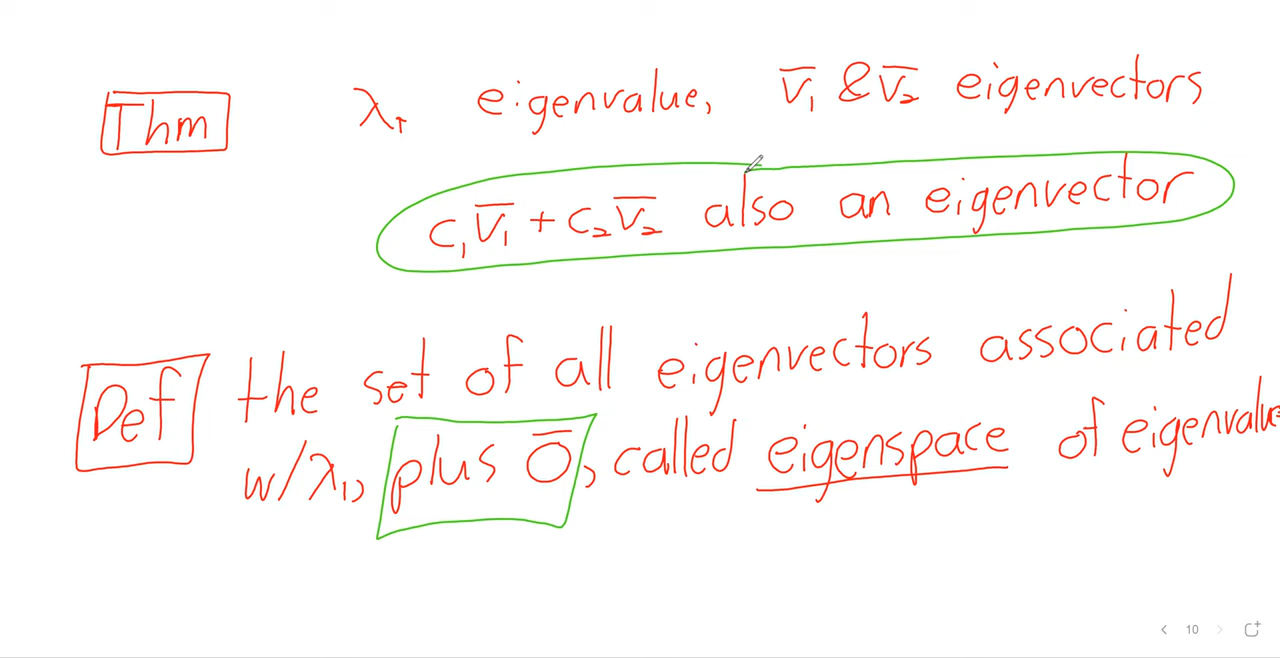 Thm λ₁ eigenvalue, v̅₁ & v̅₂ eigenvectors
c₁v̅₁ + c₂v̅₂ also an eigenvector
Def the set of all eigenvectors associated
w/λ₁, plus 0̅, called eigenspace of eigenvalue
10